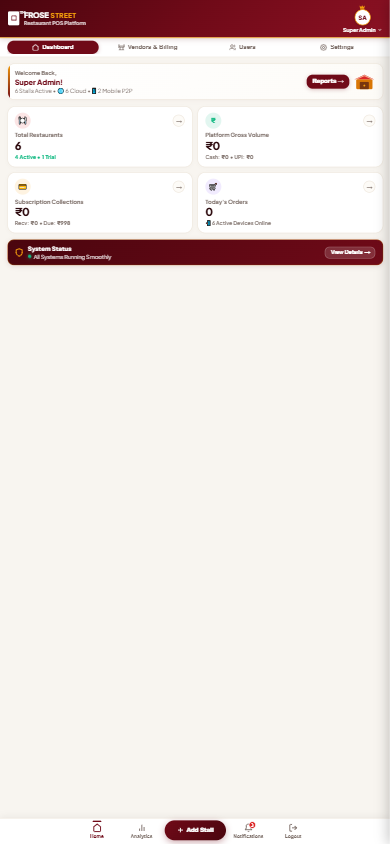 FROSE STREET
Restaurant POS Platform
SA
Super Admin
Dashboard
Vendors & Billing
Users
Settings
Welcome Back,
Super Admin!
6 Stalls Active • 6 Cloud • 2 Mobile P2P
Reports →
→
Total Restaurants
6
4 Active • 1 Trial
₹
→
Platform Gross Volume
₹0
Cash: ₹0 • UPI: ₹0
→
Subscription Collections
₹0
Recv: ₹0 • Due: ₹998
→
Today's Orders
0
6 Active Devices Online
System Status
All Systems Running Smoothly
View Details →
Home
Analytics
+ Add Stall
Notifications
Logout